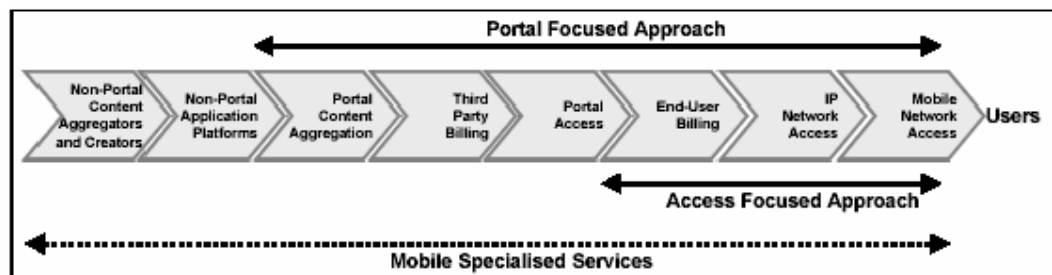 Portal Focused Approach
Non-Portal
Content
Aggregators
and Creators
Non-Portal
Application
Platforms
Portal
Content
Aggregation
Third
Party
Billing
Portal
Access
End-User
Billing
IP
Network
Access
Mobile
Network
Access
Users
Access Focused Approach
Mobile Specialised Services